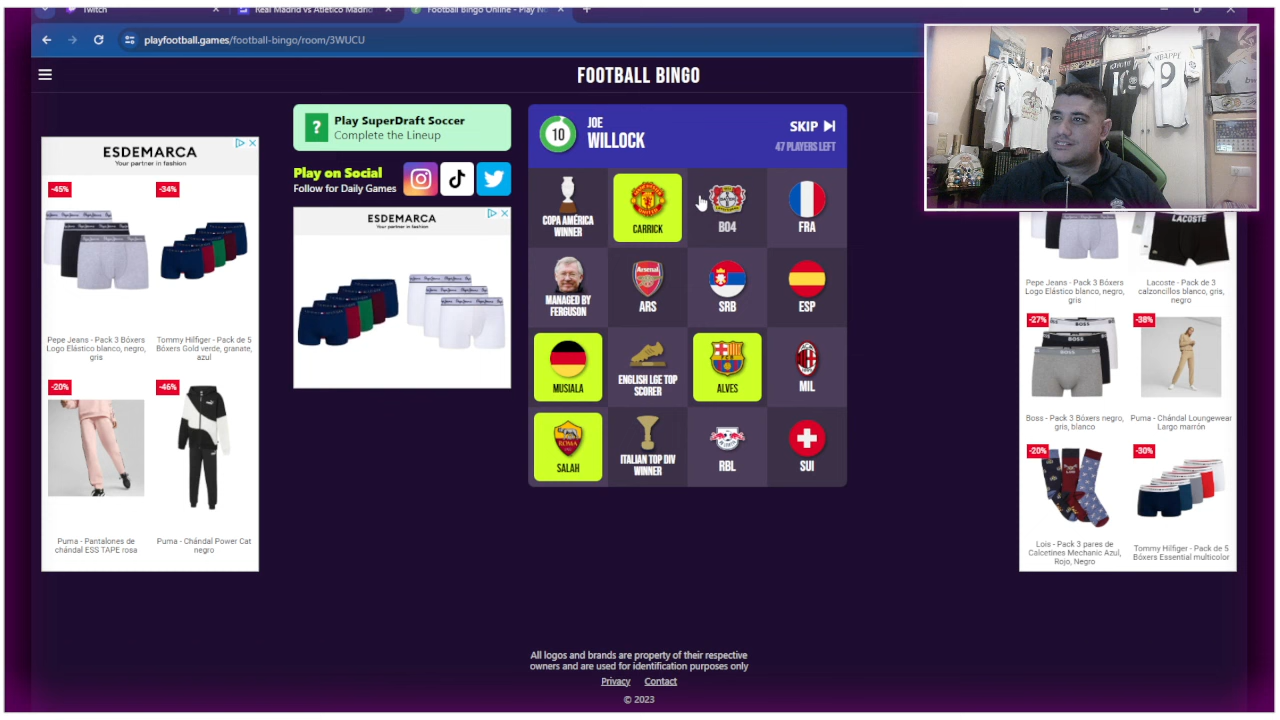 Twitch
Real Madrid vs Atlético Madrid
Football Bingo Online - Play No
playfootball.games/football-bingo/room/3WUCU
FOOTBALL BINGO
ESDEMARCA
Your partner in fashion
-45%
-34%
Pepe Jeans - Pack 3 Bóxers
Logo Elástico blanco, negro,
gris
Tommy Hilfiger - Pack de 5
Bóxers Gold verde, granate,
azul
-20%
-46%
Puma - Pantalones de
chándal ESS TAPE rosa
Puma - Chándal Power Cat
negro
?
Play SuperDraft Soccer
Complete the Lineup
Play on Social
Follow for Daily Games
ESDEMARCA
Your partner in fashion
10
JOE
WILLOCK
SKIP
47 PLAYERS LEFT
COPA AMÉRICA
WINNER
CARRICK
B04
FRA
MANAGED BY
FERGUSON
Arsenal
ARS
SRB
ESP
MUSIALA
ENGLISH LGE TOP
SCORER
ALVES
MIL
ROMA
SALAH
ITALIAN TOP DIV
WINNER
RBL
SUI
MBAPPÉ
9
LACOSTE
Pepe Jeans - Pack 3 Bóxers
Logo Elástico blanco, negro,
gris
Lacoste - Pack de 3
calzoncillos blanco, gris,
negro
-27%
BOSS
-38%
BOSS
Boss - Pack 3 Bóxers negro,
gris, blanco
Puma - Chándal Loungewear
Largo marrón
-20%
-30%
Lois - Pack 3 pares de
Calcetines Mechanic Azul,
Rojo, Negro
Tommy Hilfiger - Pack de 5
Bóxers Essential multicolor
All logos and brands are property of their respective
owners and are used for identification purposes only
Privacy
Contact
© 2023